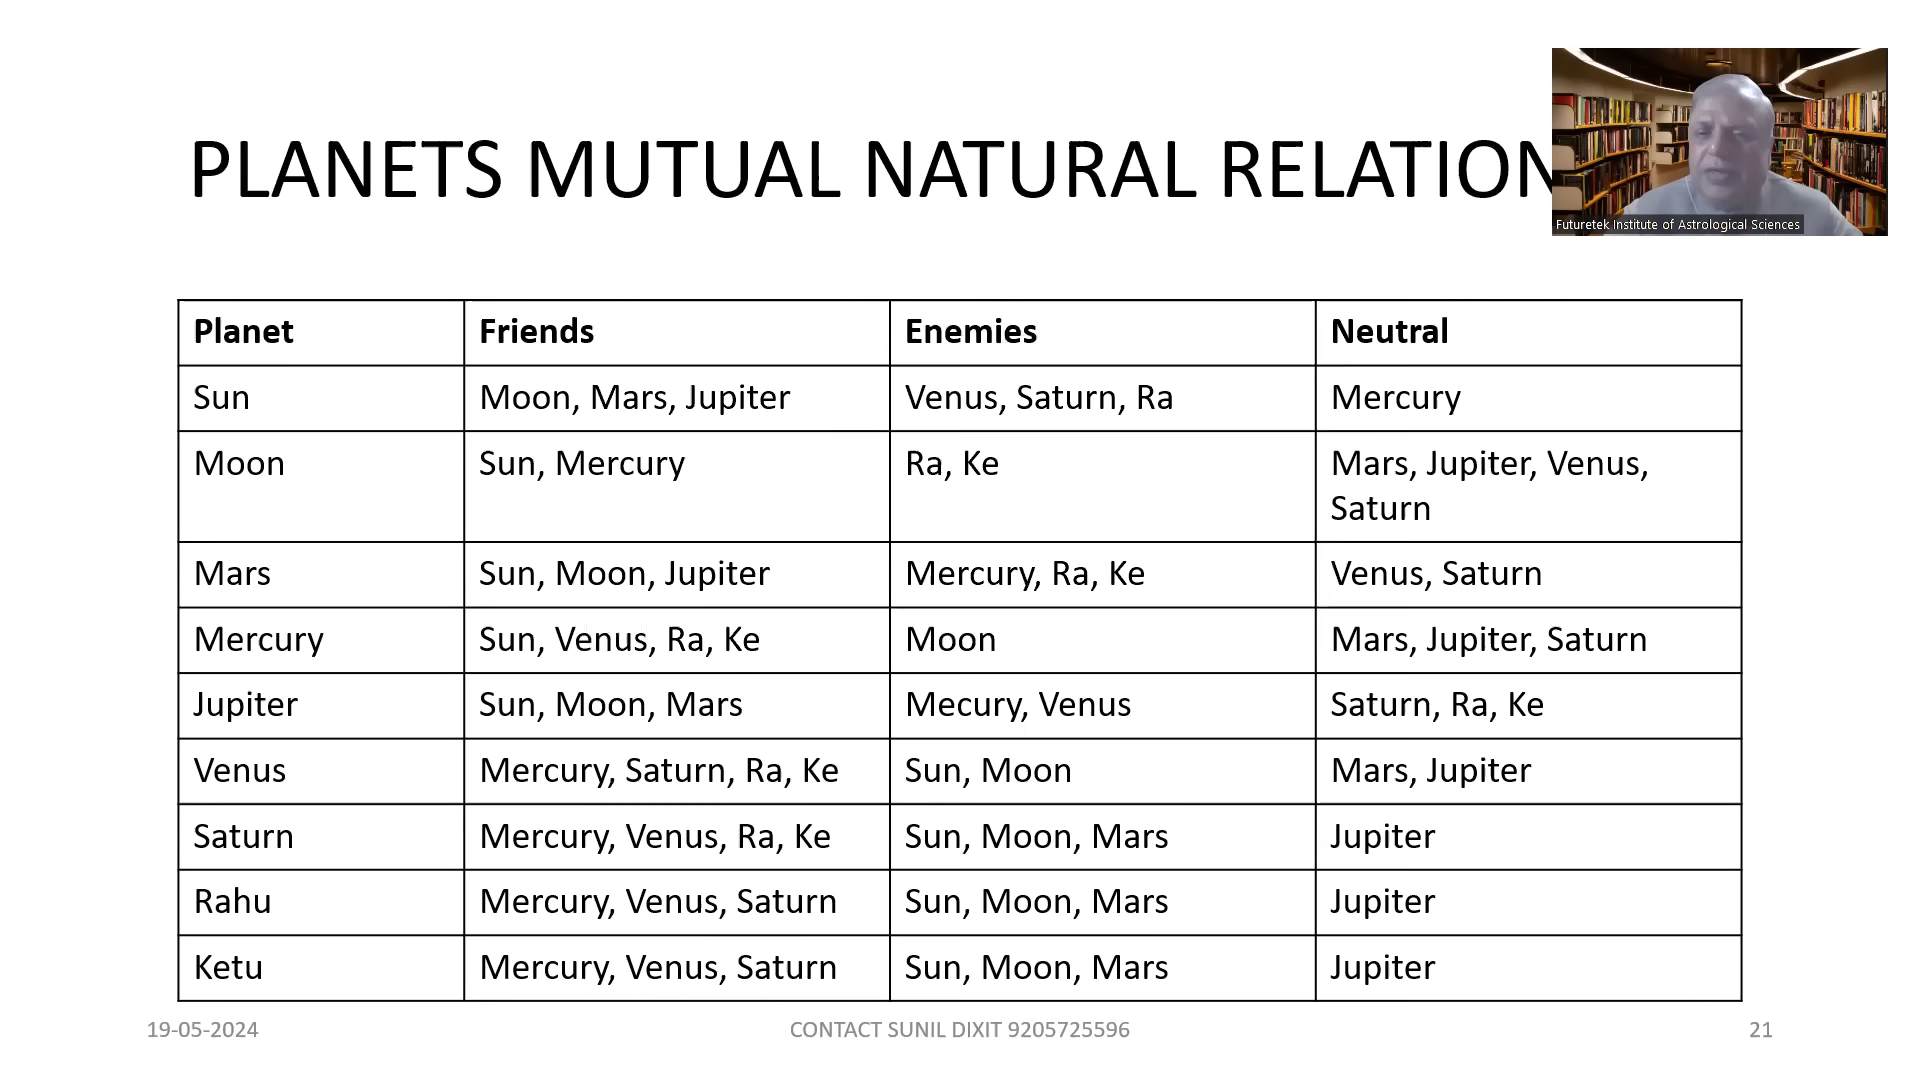 PLANETS MUTUAL NATURAL RELATION
Futuretek Institute of Astrological Sciences
Planet Friends Enemies Neutral
Sun Moon, Mars, Jupiter Venus, Saturn, Ra Mercury
Moon Sun, Mercury Ra, Ke Mars, Jupiter, Venus,
Saturn
Mars Sun, Moon, Jupiter Mercury, Ra, Ke Venus, Saturn
Mercury Sun, Venus, Ra, Ke Moon Mars, Jupiter, Saturn
Jupiter Sun, Moon, Mars Mecury, Venus Saturn, Ra, Ke
Venus Mercury, Saturn, Ra, Ke Sun, Moon Mars, Jupiter
Saturn Mercury, Venus, Ra, Ke Sun, Moon, Mars Jupiter
Rahu Mercury, Venus, Saturn Sun, Moon, Mars Jupiter
Ketu Mercury, Venus, Saturn Sun, Moon, Mars Jupiter
19-05-2024 CONTACT SUNIL DIXIT 9205725596 21